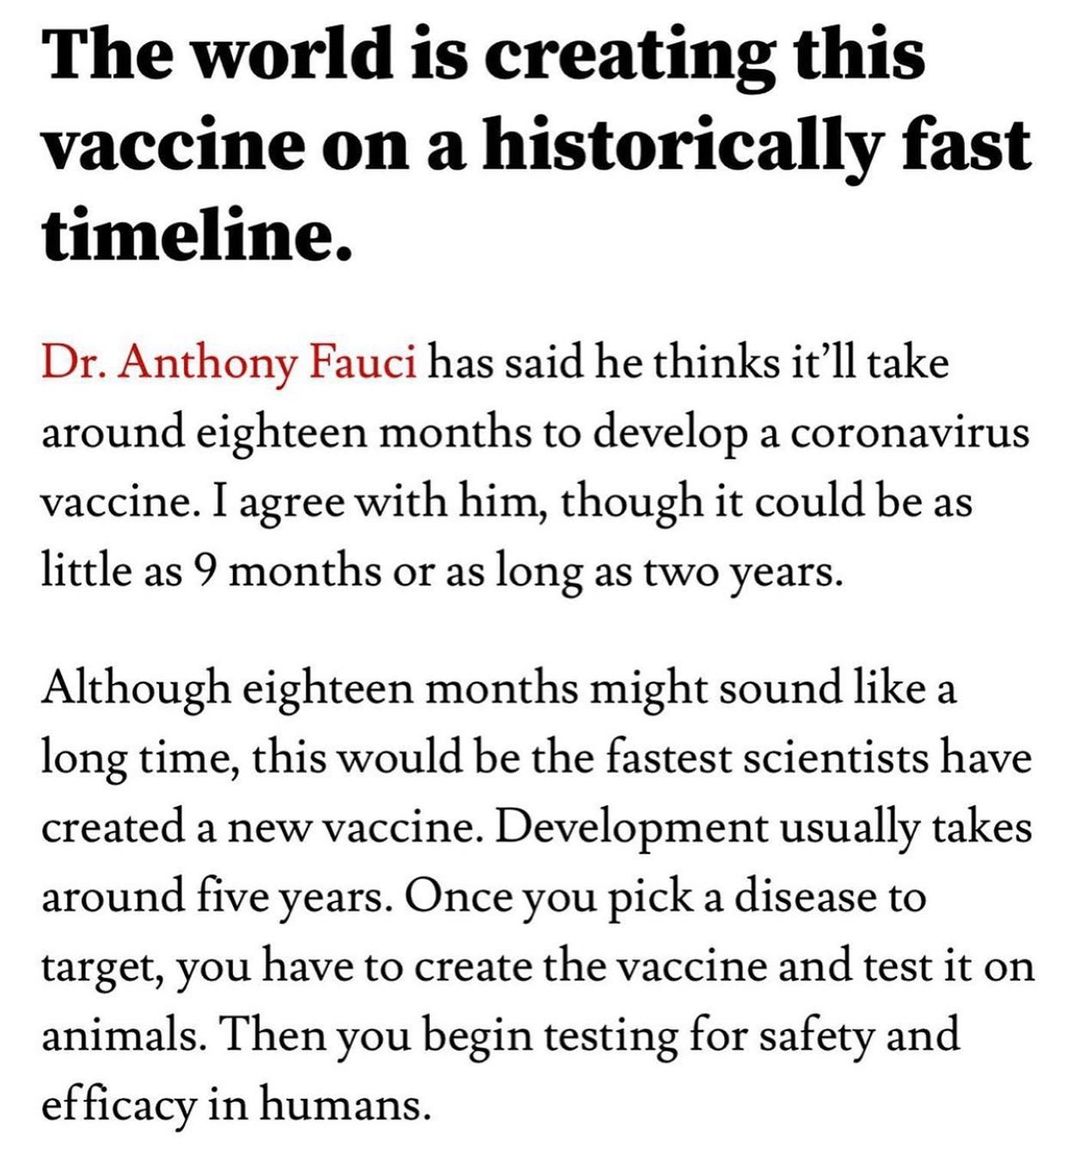 The world is creating this
vaccine on a historically fast
timeline.
Dr. Anthony Fauci has said he thinks it’ll take
around eighteen months to develop a coronavirus
vaccine. I agree with him, though it could be as
little as 9 months or as long as two years.
Although eighteen months might sound like a
long time, this would be the fastest scientists have
created a new vaccine. Development usually takes
around five years. Once you pick a disease to
target, you have to create the vaccine and test it on
animals. Then you begin testing for safety and
efficacy in humans.